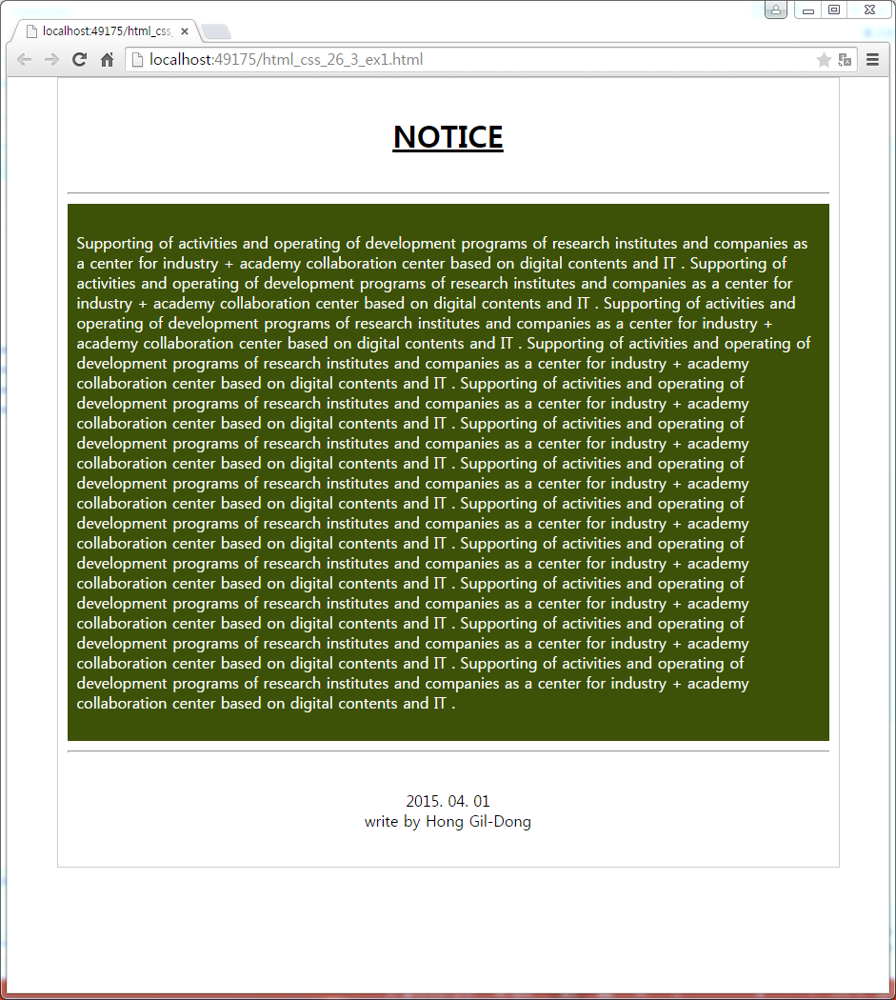 localhost:49175/html_css_
localhost:49175/html_css_26_3_ex1.html
NOTICE
Supporting of activities and operating of development programs of research institutes and companies as
a center for industry + academy collaboration center based on digital contents and IT . Supporting of
activities and operating of development programs of research institutes and companies as a center for
industry + academy collaboration center based on digital contents and IT . Supporting of activities and
operating of development programs of research institutes and companies as a center for industry +
academy collaboration center based on digital contents and IT . Supporting of activities and operating of
development programs of research institutes and companies as a center for industry + academy
collaboration center based on digital contents and IT . Supporting of activities and operating of
development programs of research institutes and companies as a center for industry + academy
collaboration center based on digital contents and IT . Supporting of activities and operating of
development programs of research institutes and companies as a center for industry + academy
collaboration center based on digital contents and IT . Supporting of activities and operating of
development programs of research institutes and companies as a center for industry + academy
collaboration center based on digital contents and IT . Supporting of activities and operating of
development programs of research institutes and companies as a center for industry + academy
collaboration center based on digital contents and IT . Supporting of activities and operating of
development programs of research institutes and companies as a center for industry + academy
collaboration center based on digital contents and IT . Supporting of activities and operating of
development programs of research institutes and companies as a center for industry + academy
collaboration center based on digital contents and IT . Supporting of activities and operating of
development programs of research institutes and companies as a center for industry + academy
collaboration center based on digital contents and IT . Supporting of activities and operating of
development programs of research institutes and companies as a center for industry + academy
collaboration center based on digital contents and IT .
2015. 04. 01
write by Hong Gil-Dong